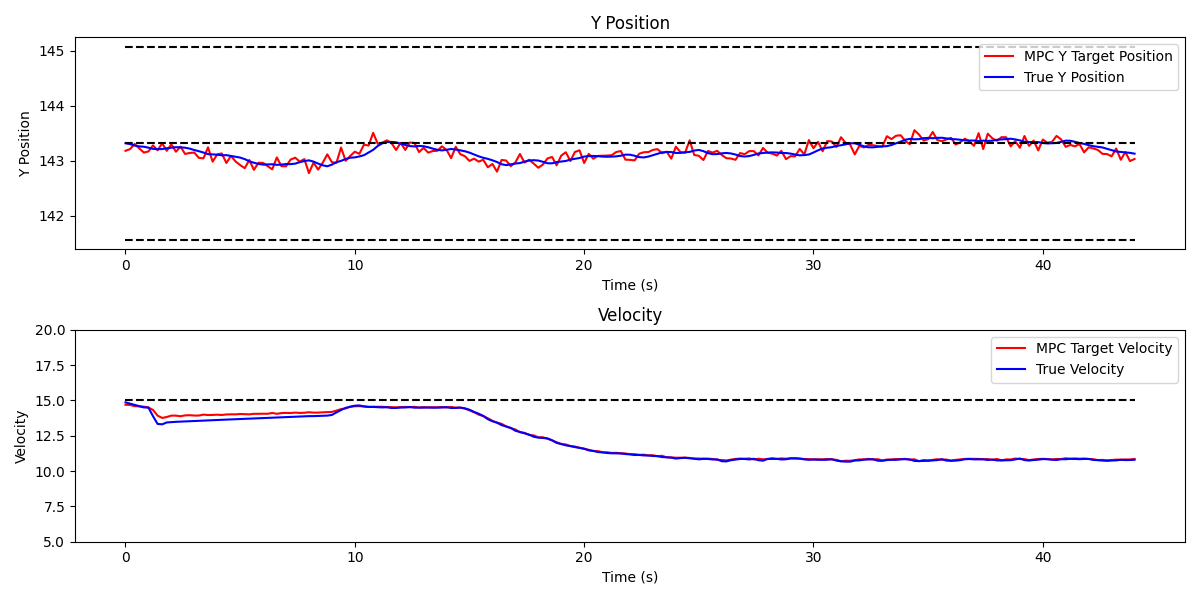 Y Position
145
144
143
142
Y Position
MPC Y Target Position
True Y Position
0
10
20
30
40
Time (s)
Velocity
20.0
17.5
15.0
12.5
10.0
7.5
5.0
Velocity
MPC Target Velocity
True Velocity
0
10
20
30
40
Time (s)